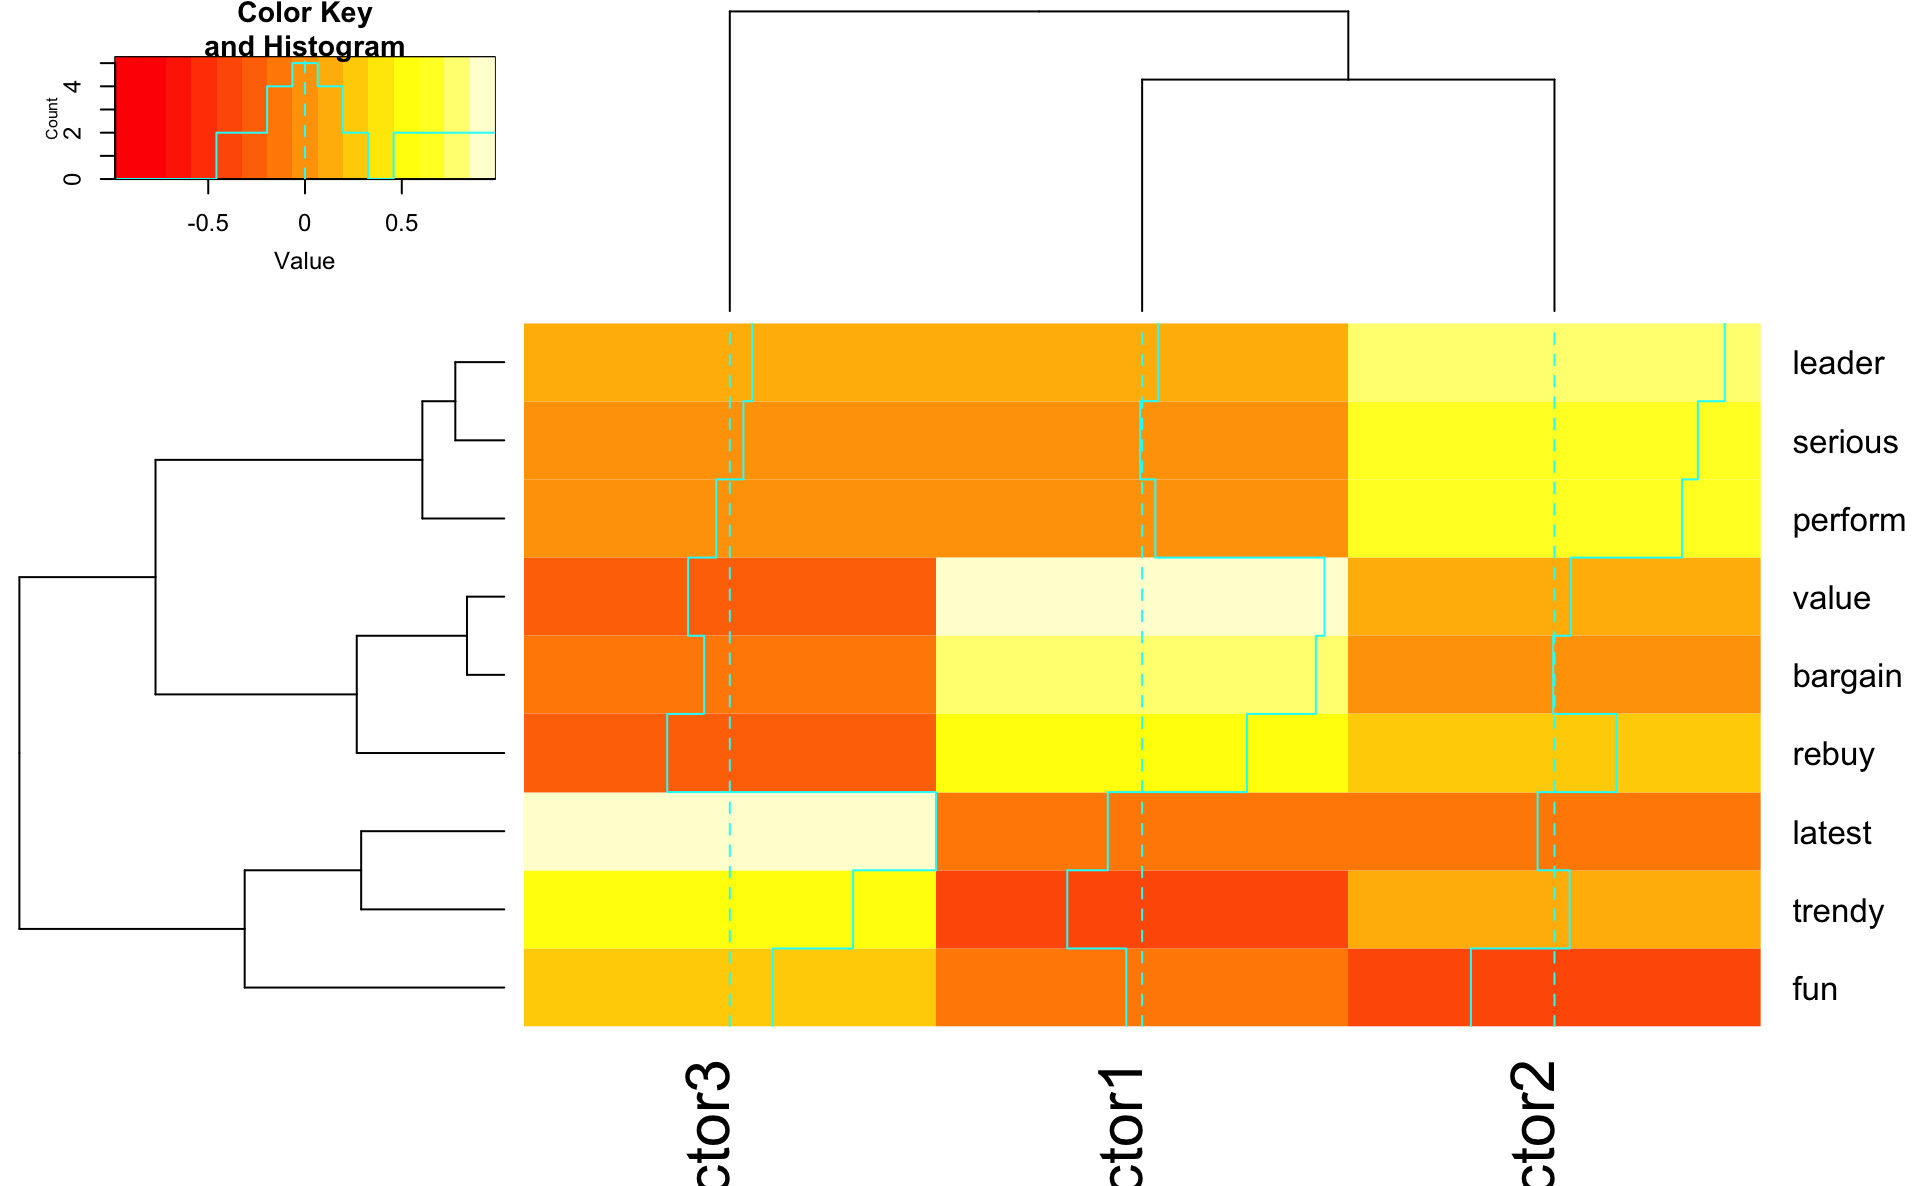 Color Key
and Histogram
Count
0 2 4
-0.5 0 0.5
Value
leader
serious
perform
value
bargain
rebuy
latest
trendy
fun
ctor3 ctor1 ctor2